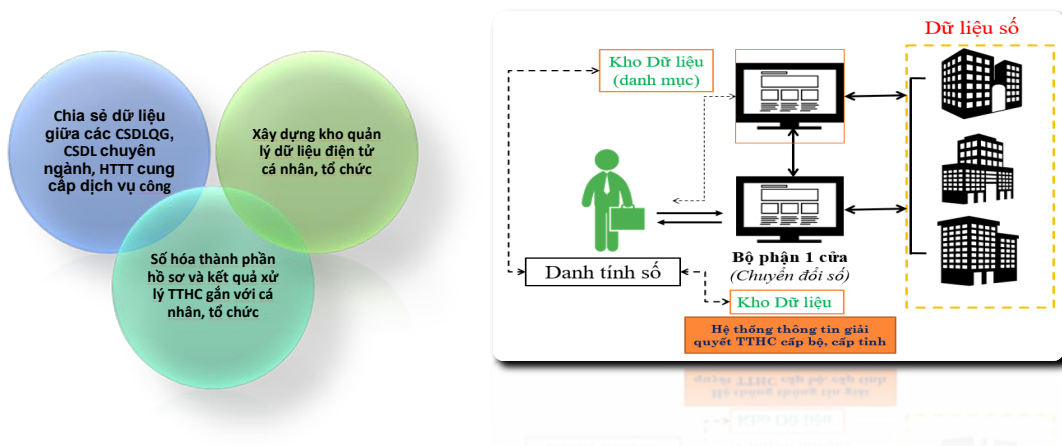 Chia sẻ dữ liệu
giữa các CSDLQG,
CSDL chuyên
ngành, HTTT cung
cấp dịch vụ công
Xây dựng kho quản
lý dữ liệu điện tử
cá nhân, tổ chức
Số hóa thành phần
hồ sơ và kết quả xử
lý TTHC gắn với cá
nhân, tổ chức
Dữ liệu số
Kho Dữ liệu
(danh mục)
Bộ phận 1 cửa
(Chuyển đổi số)
Danh tính số
Kho Dữ liệu
Hệ thống thông tin giải
quyết TTHC cấp bộ, cấp tỉnh